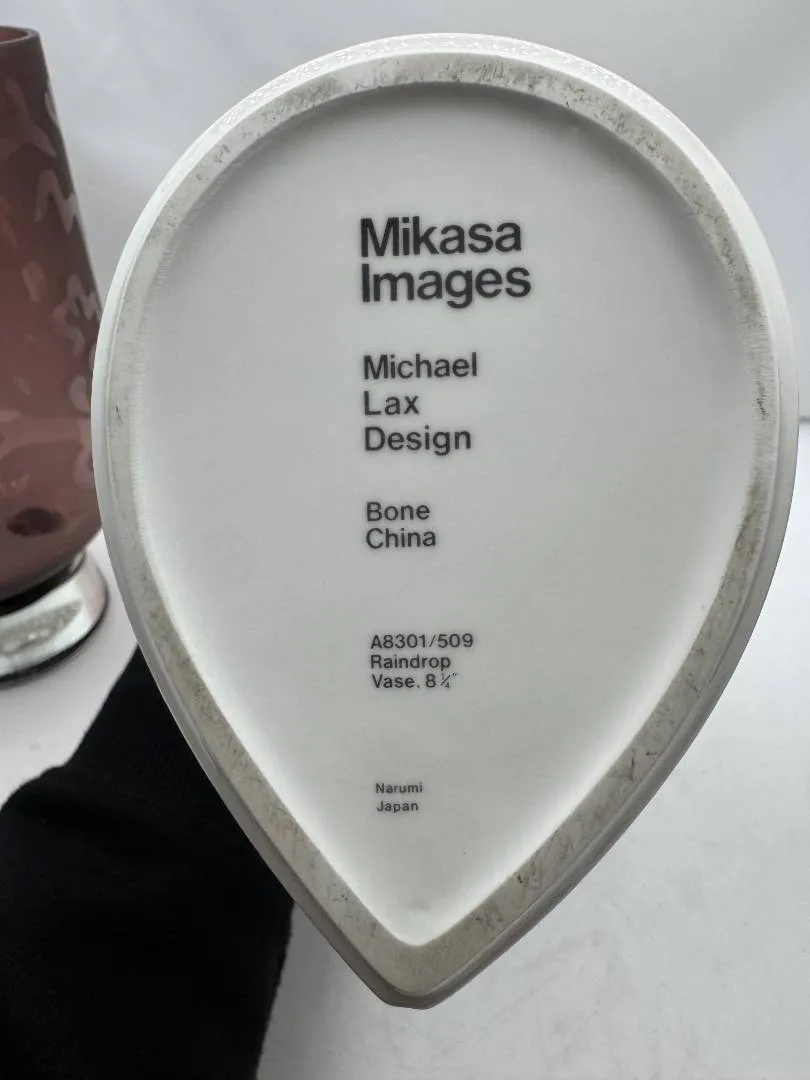 Mikasa
Images
Michael
Lax
Design
Bone
China
A8301/509
Raindrop
Vase. 8¼"
Narumi
Japan